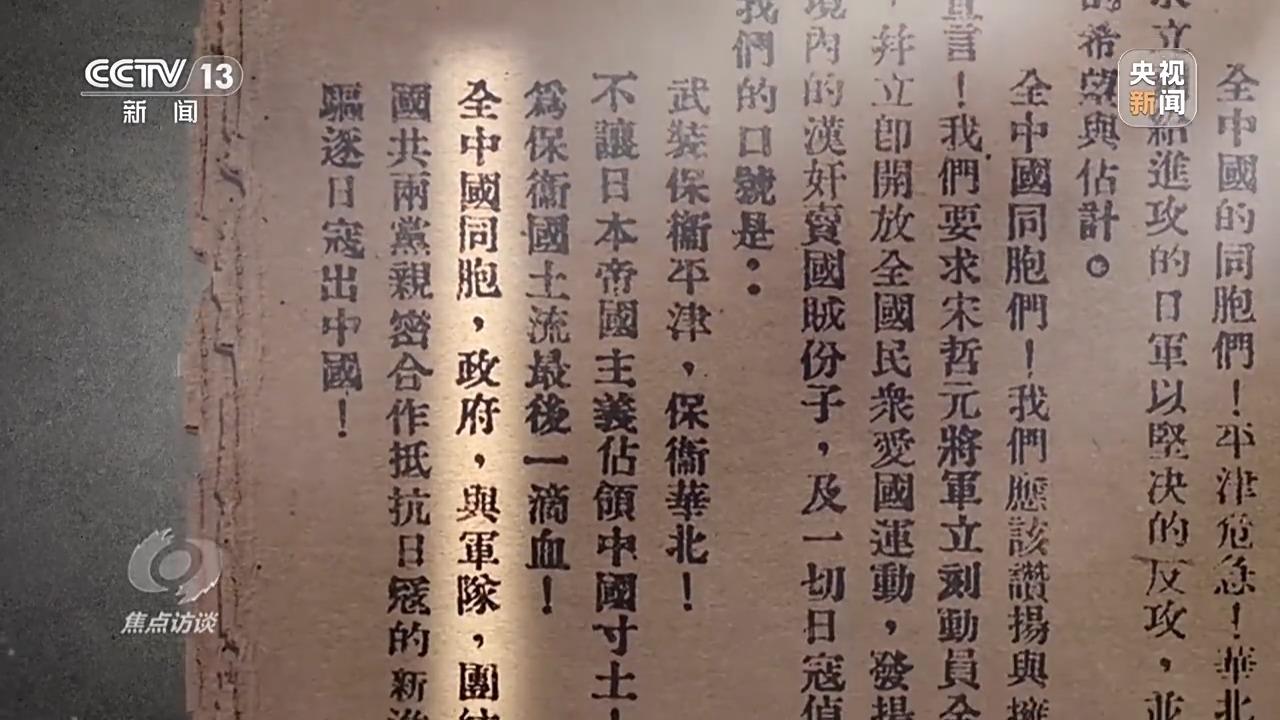 CCTV 13
新闻
央视
新闻
全中國的同胞們！平津危急！華北
給進攻的日軍以堅决的反攻，並
的希望與估計。
全中國同胞們！我們應該讚揚與擁
宣言！我們要求宋哲元將軍立刻動員全
，并立即開放全國民衆愛國運動，發揚
境內的漢奸賣國賊份子，及一切日寇偵
我們的口號是：
武裝保衞平津，保衞華北！
不讓日本帝國主義佔領中國寸土！
爲保衞國土流最後一滴血！
全中國同胞，政府，與軍隊，團結
國共兩黨親密合作抵抗日寇的新進
驅逐日寇出中國！
焦点访谈